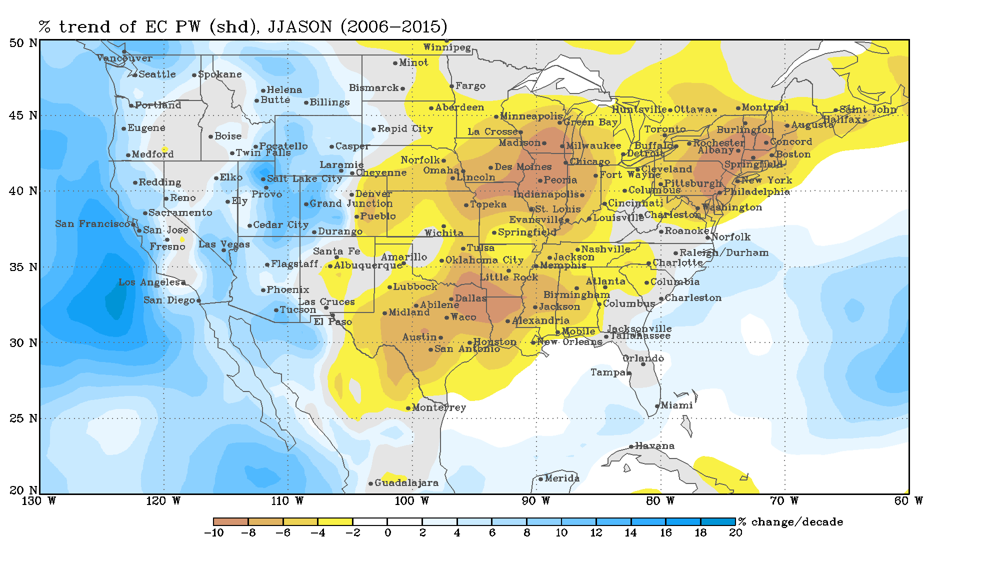 % trend of EC PW (shd), JJASON (2006−2015)
50 N
Winnipeg
Vancouver
Minot
Seattle
Spokane
Helena
Bismarck
Fargo
Butte
Billings
Portland
Aberdeen
Huntsville
Ottawa
Montreal
Saint John
45 N
Minneapolis
Green Bay
Halifax
Eugene
Rapid City
La Crosse
Toronto
Burlington
Augusta
Boise
Madison
Milwaukee
Buffalo
Rochester
Concord
Pocatello
Casper
Albany
Medford
Twin Falls
Detroit
Boston
Norfolk
Chicago
Springfield
Laramie
Omaha
Des Moines
Cleveland
Cheyenne
Fort Wayne
Elko
Salt Lake City
Lincoln
Peoria
Pittsburgh
New York
Redding
40 N
Provo
Denver
Indianapolis
Columbus
Philadelphia
Reno
Ely
Grand Junction
Topeka
Cincinnati
Washington
Sacramento
St. Louis
Charleston
Pueblo
Evansville
Louisville
San Francisco
Cedar City
San Jose
Durango
Wichita
Springfield
Roanoke
Norfolk
Fresno
Las Vegas
Santa Fe
Tulsa
Nashville
Raleigh/Durham
Amarillo
Oklahoma City
Jackson
35 N
Flagstaff
Albuquerque
Memphis
Charlotte
Little Rock
Los Angeles
Atlanta
Columbia
Phoenix
Lubbock
Birmingham
San Diego
Las Cruces
Dallas
Charleston
Tucson
Abilene
Jackson
Columbus
Midland
Waco
El Paso
Alexandria
Mobile
Jacksonville
Austin
Tallahassee
30 N
Houston
New Orleans
San Antonio
Orlando
Tampa
Monterrey
Miami
25 N
Havana
Merida
Guadalajara
20 N
130 W 120 W 110 W 100 W 90 W 80 W 70 W 60 W
% change/decade
−10 −8 −6 −4 −2 0 2 4 6 8 10 12 14 16 18 20